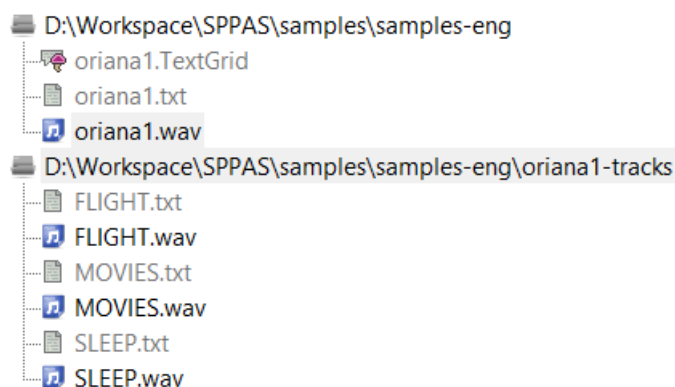 D:\Workspace\SPPAS\samples\samples-eng
oriana1.TextGrid
oriana1.txt
oriana1.wav
D:\Workspace\SPPAS\samples\samples-eng\oriana1-tracks
FLIGHT.txt
FLIGHT.wav
MOVIES.txt
MOVIES.wav
SLEEP.txt
SLEEP.wav